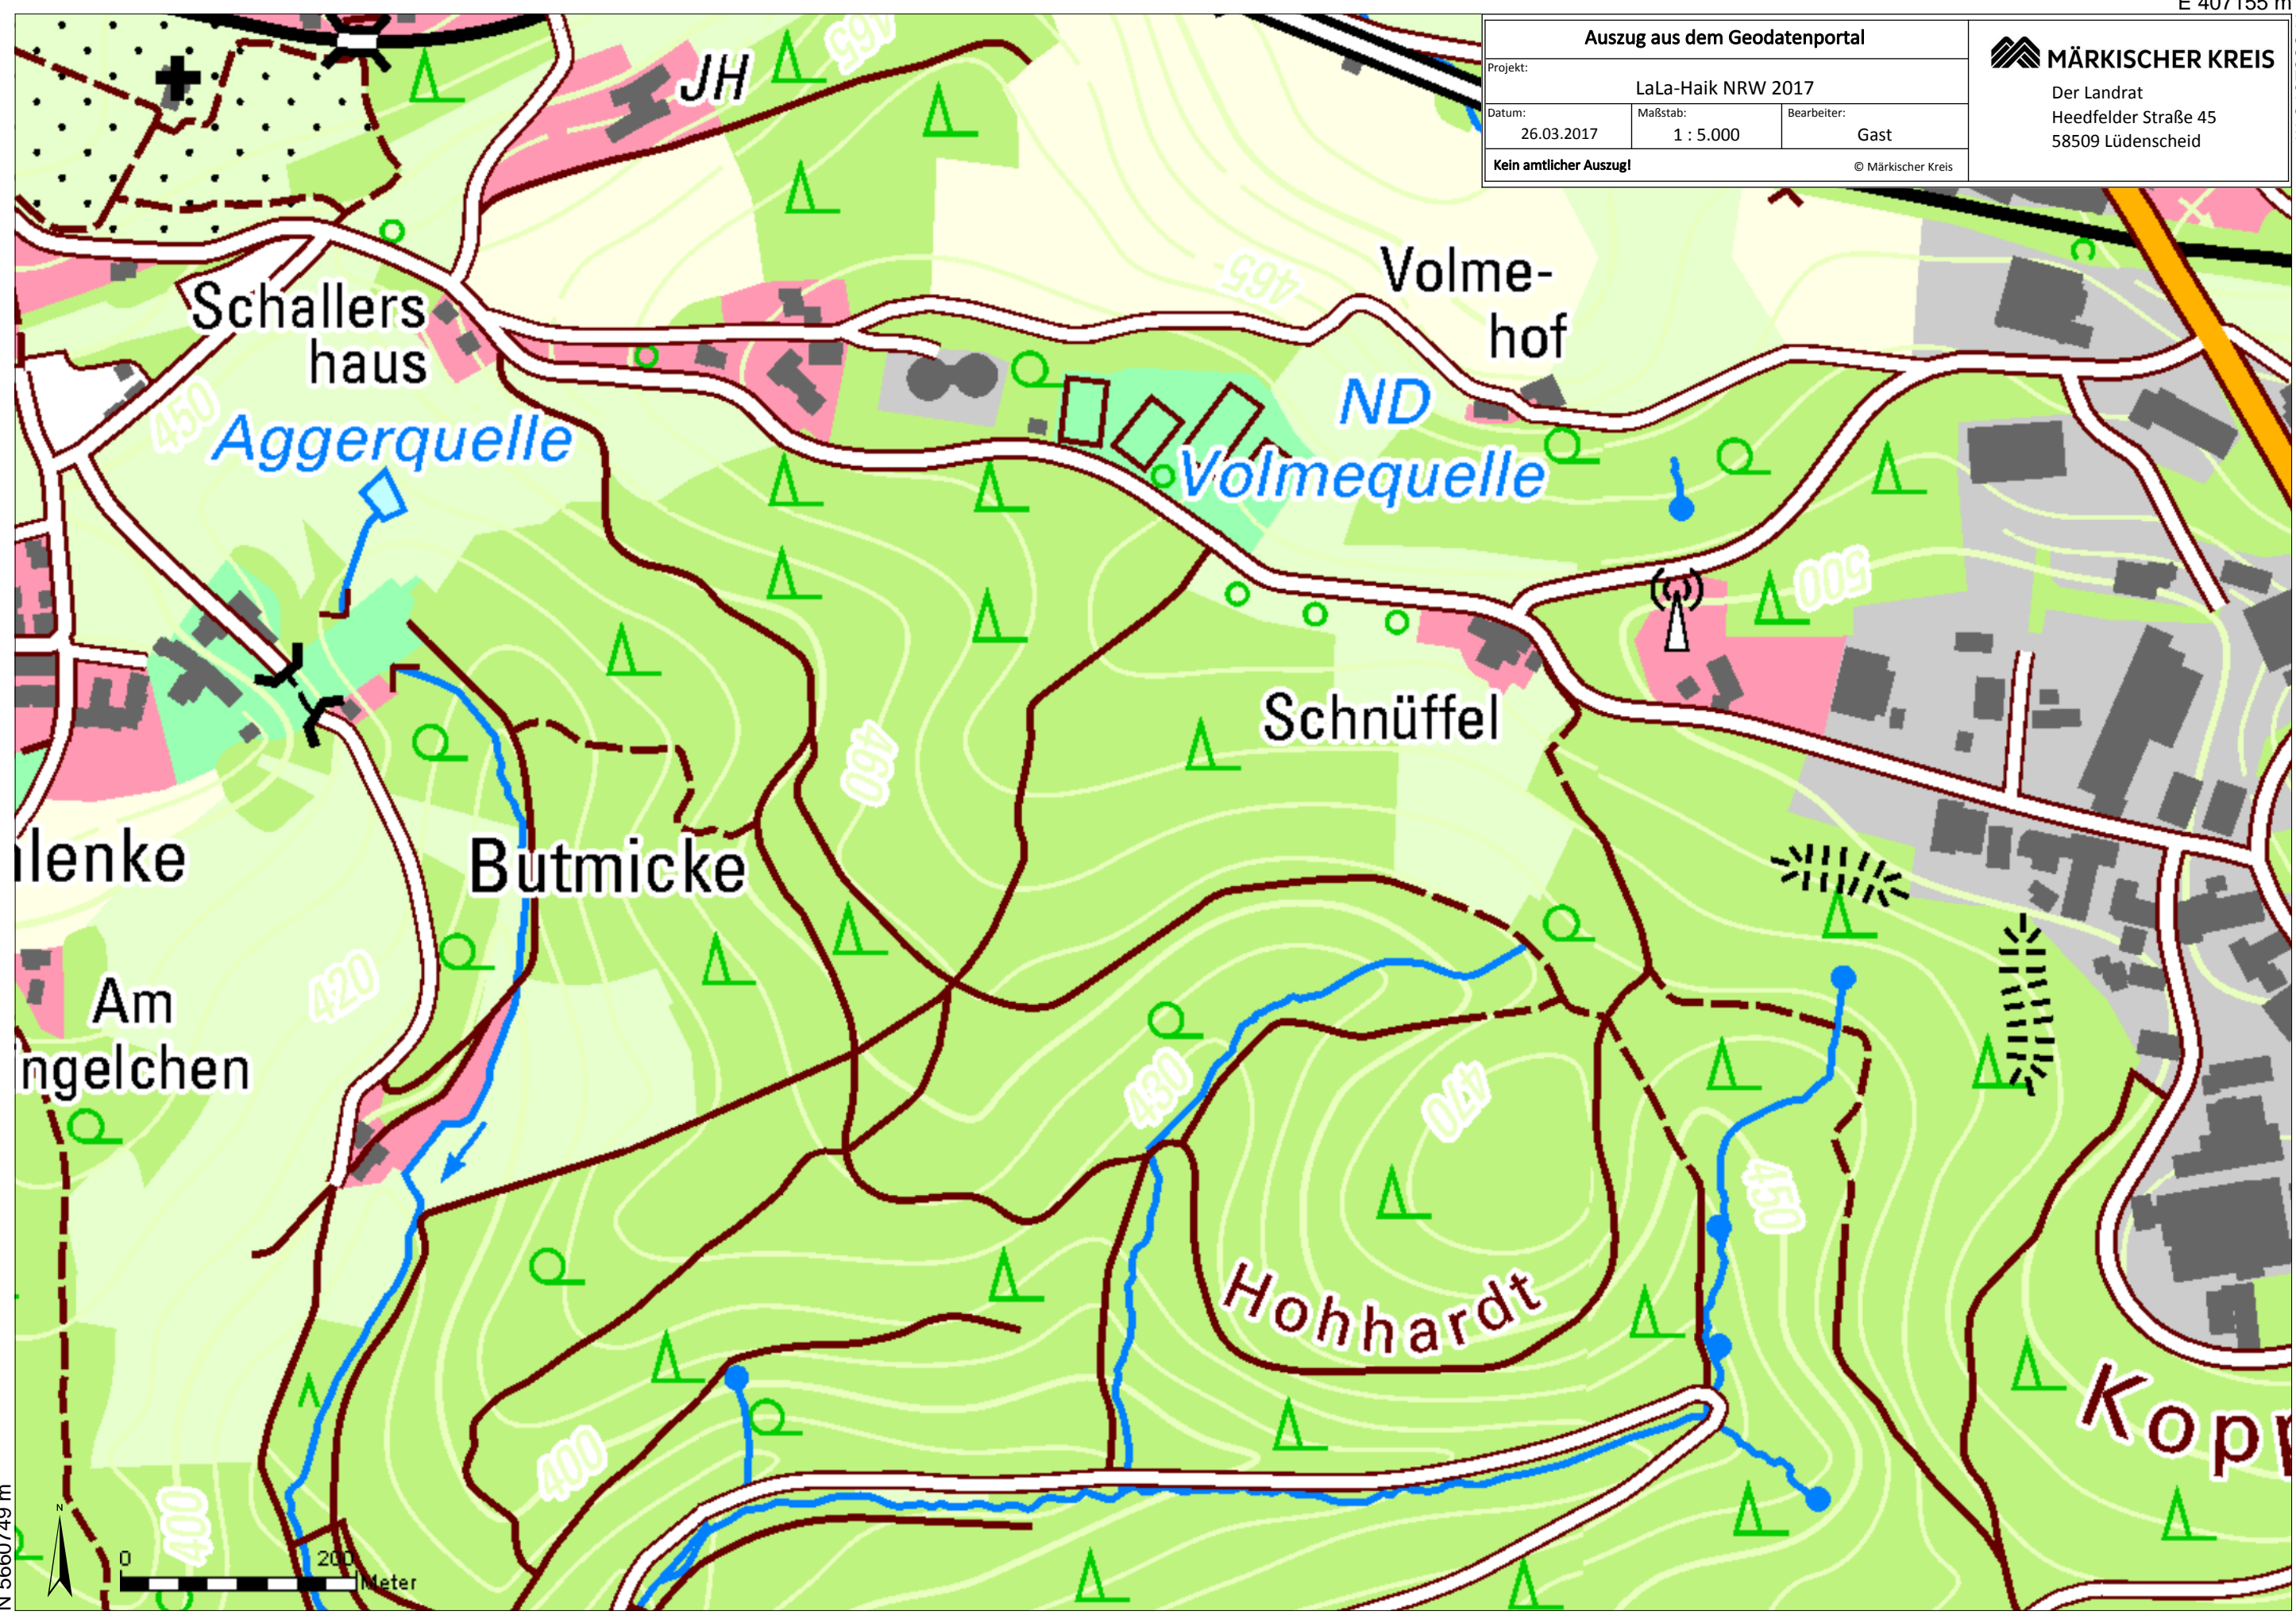 E 407155 m
Auszug aus dem Geodatenportal
Projekt:
LaLa-Haik NRW 2017
Datum:
26.03.2017
Maßstab:
1 : 5.000
Bearbeiter:
Gast
Kein amtlicher Auszug!
© Märkischer Kreis
MÄRKISCHER KREIS
Der Landrat
Heedfelder Straße 45
58509 Lüdenscheid
JH
465
465
Volme-
hof
Schallers
haus
450
Aggerquelle
ND
Volmequelle
500
Schnüffel
460
lenke
Butmicke
Am
ngelchen
420
430
470
450
Hohhardt
Kopp
400
400
N 5660749 m
N
0
200
Meter